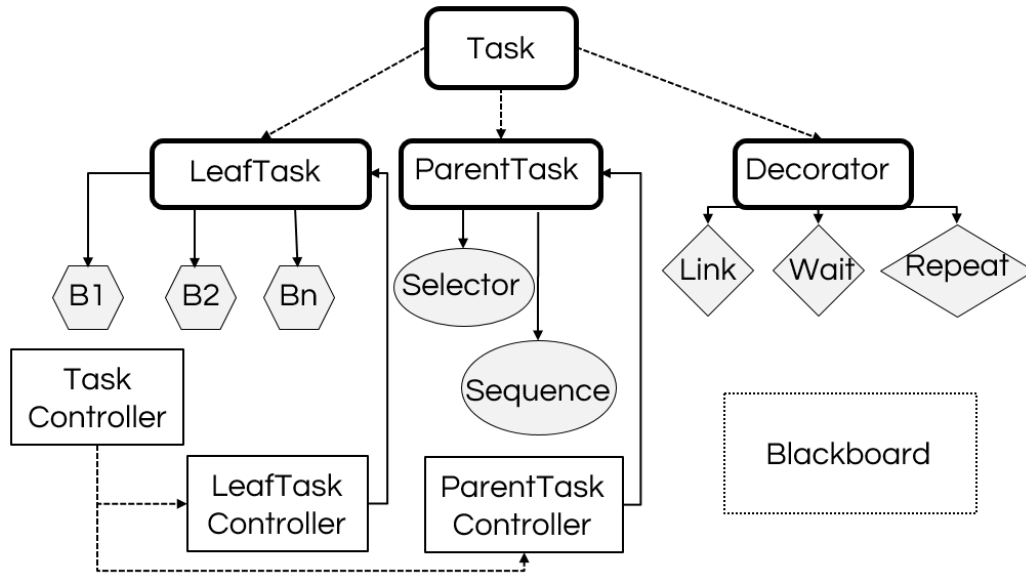 Task
LeafTask
ParentTask
Decorator
B1
B2
Bn
Selector
Link
Wait
Repeat
Task
Controller
Sequence
Blackboard
LeafTask
Controller
ParentTask
Controller